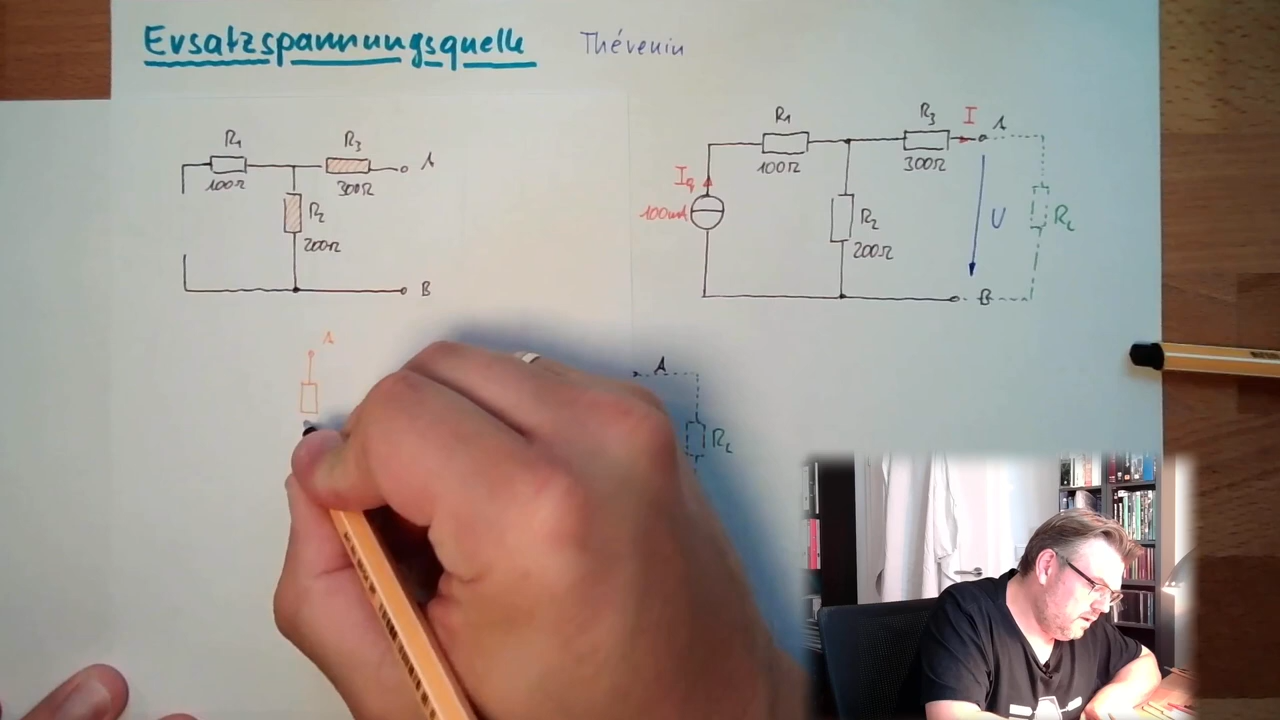 Ersatzspannungsquelle Thévenin
R1
100Ω
R3
300Ω
A
R2
200Ω
B
R1
100Ω
R3
300Ω
I
A
Iq
100mA
R2
200Ω
U
RL
B
A
A
RL